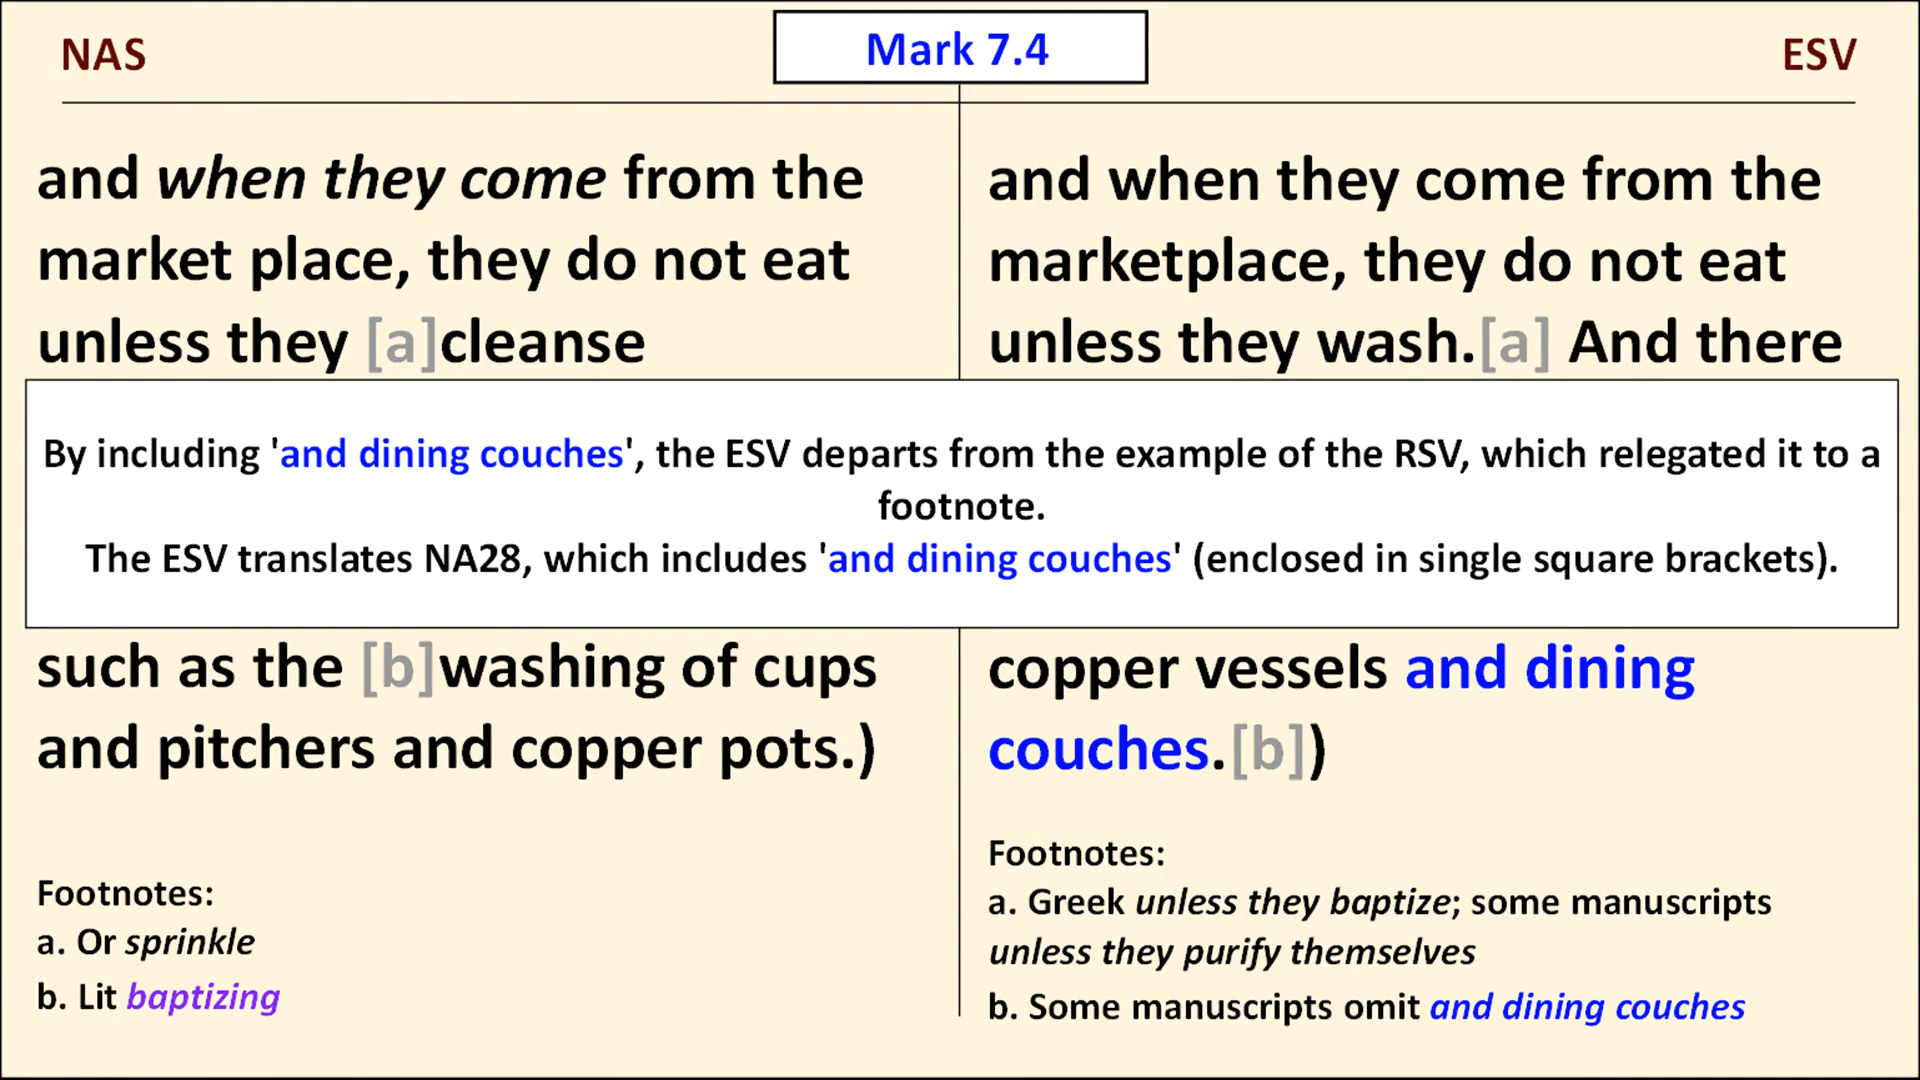 NAS
Mark 7.4
ESV
and when they come from the
market place, they do not eat
unless they [a]cleanse
and when they come from the
marketplace, they do not eat
unless they wash.[a] And there
By including 'and dining couches', the ESV departs from the example of the RSV, which relegated it to a
footnote.
The ESV translates NA28, which includes 'and dining couches' (enclosed in single square brackets).
such as the [b]washing of cups
and pitchers and copper pots.)
Footnotes:
a. Or sprinkle
b. Lit baptizing
copper vessels and dining
couches.[b])
Footnotes:
a. Greek unless they baptize; some manuscripts
unless they purify themselves
b. Some manuscripts omit and dining couches